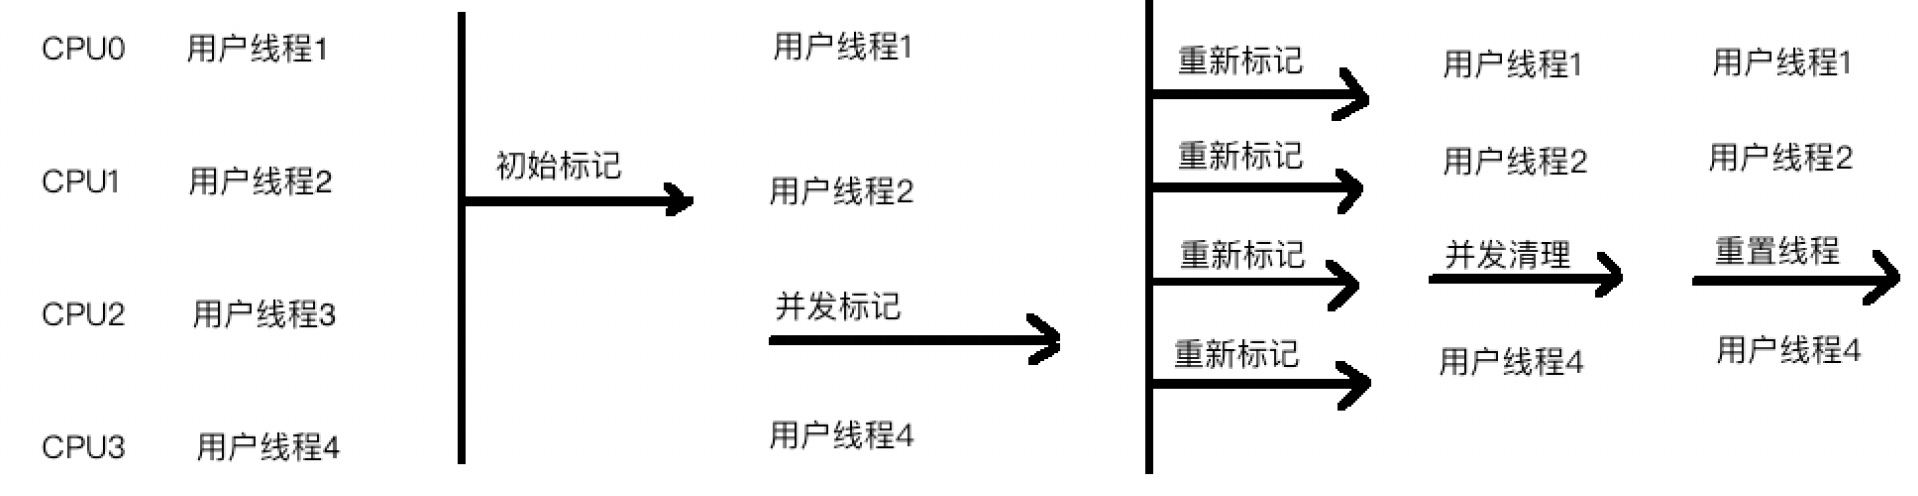 CPU0 用户线程1
CPU1 用户线程2
CPU2 用户线程3
CPU3 用户线程4
初始标记
用户线程1
用户线程2
并发标记
用户线程4
重新标记
重新标记
重新标记
重新标记
用户线程1
用户线程2
并发清理
用户线程4
用户线程1
用户线程2
重置线程
用户线程4